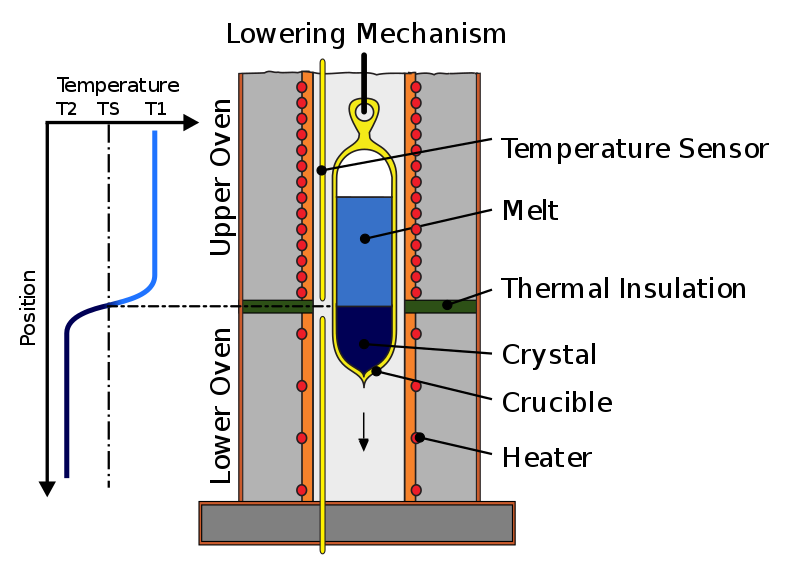 Lowering Mechanism
Temperature
T2 TS T1
Upper Oven
Temperature Sensor
Melt
Position
Thermal Insulation
Lower Oven
Crystal
Crucible
Heater